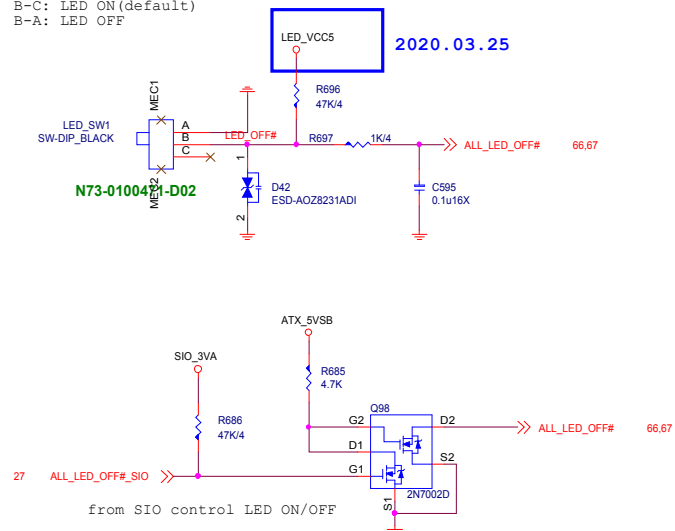 B-C: LED ON(default)
B-A: LED OFF
LED_VCC5
2020.03.25
R696
47K/4
MEC1
LED_SW1
SW-DIP_BLACK
A
B
C
LED_OFF#
R697
1K/4
ALL_LED_OFF#
66,67
1
D42
ESD-AOZ8231ADI
2
C595
0.1u16X
MEC2
ATX_5VSB
SIO_3VA
R685
4.7K
R686
47K/4
Q98
G2
D2
ALL_LED_OFF#
66,67
D1
S2
27
ALL_LED_OFF#_SIO
G1
2N7002D
S1
from SIO control LED ON/OFF